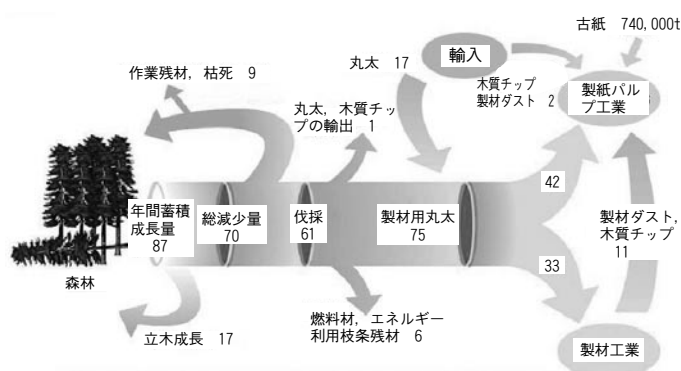 古紙 740,000t
輸入
丸太 17
作業残材，枯死 9
木質チップ
製材ダスト 2
製紙パル
プ工業
丸太，木質チッ
プの輸出 1
年間蓄積
成長量
87
総減少量
70
伐採
61
製材用丸太
75
42
33
製材ダスト，
木質チップ
11
森林
立木成長 17
燃料材，エネルギー
利用枝条残材 6
製材工業